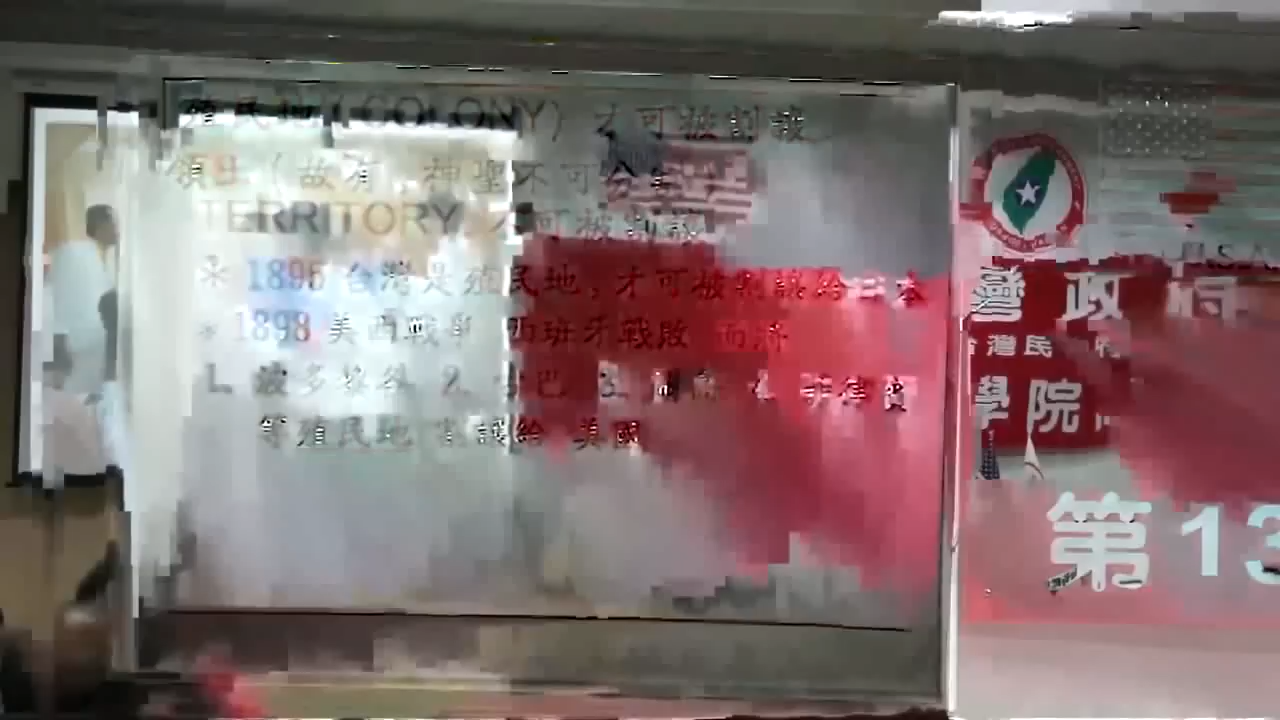 殖民地（COLONY）才可被割讓
領土（故有，神聖不可分割）
TERRITORY 才可被割讓
※ 1895 台灣是殖民地，才可被割讓給日本
※ 1898 美西戰爭 西班牙戰敗 而將
1. 波多黎各 2. 古巴 3. 關島 4. 菲律賓
等殖民地 割讓給 美國
U.S.A
灣政府
台灣民
學院
第13